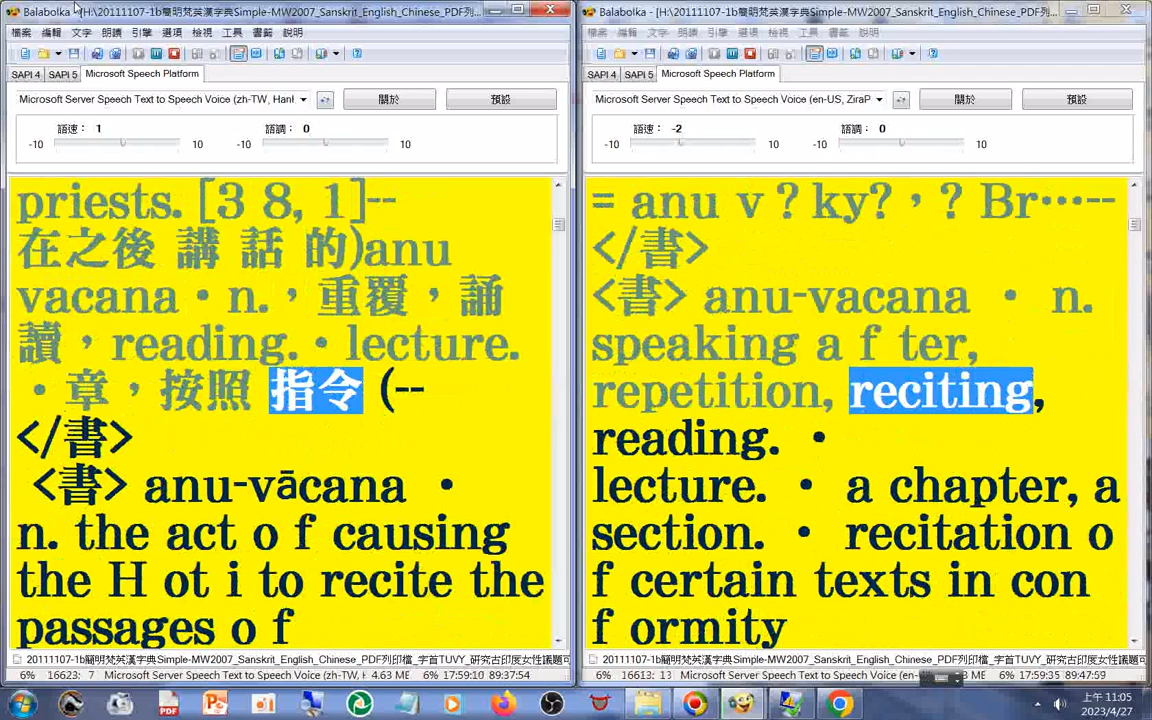 Balabolka - [H:\20111107-1b簡明梵英漢字典Simple-MW2007_Sanskrit_English_Chinese_PDF列...
檔案 編輯 文字 朗讀 引擎 選項 檢視 工具 書籤 說明
SAPI 4 SAPI 5 Microsoft Speech Platform
Microsoft Server Speech Text to Speech Voice (zh-TW, Hanl
關於 預設
語速： 1 語調： 0
-10 10 -10 10
priests. [3 8, 1]--
在之後 講 話 的)anu
vacana•n.，重覆，誦
讀，reading.•lecture.
•章，按照 指令 (--
</書>
<書> anu-vācana •
n. the act o f causing
the H ot i to recite the
passages o f
20111107-1b簡明梵英漢字典Simple-MW2007_Sanskrit_English_Chinese_PDF列印檔_字首TUVY_研究古印度女性議題可
6% 16623: 7 Microsoft Server Speech Text to Speech Voice (zh-TW, H 4.63 ME 6% 17:59:10 89:37:54
Balabolka - [H:\20111107-1b簡明梵英漢字典Simple-MW2007_Sanskrit_English_Chinese_PDF列...
檔案 編輯 文字 朗讀 引擎 選項 檢視 工具 書籤 說明
SAPI 4 SAPI 5 Microsoft Speech Platform
Microsoft Server Speech Text to Speech Voice (en-US, ZiraP
關於 預設
語速： -2 語調： 0
-10 10 -10 10
= anu v ? ky?，? Br…--
</書>
<書> anu-vacana • n.
speaking a f ter,
repetition, reciting,
reading. •
lecture. • a chapter, a
section. • recitation o
f certain texts in con
f ormity
20111107-1b簡明梵英漢字典Simple-MW2007_Sanskrit_English_Chinese_PDF列印檔_字首TUVY_研究古印度女性議題可
6% 16613: 13 Microsoft Server Speech Text to Speech Voice (en-US, Z 4.63 ME 6% 17:59:35 89:47:59
上午 11:05
2023/4/27